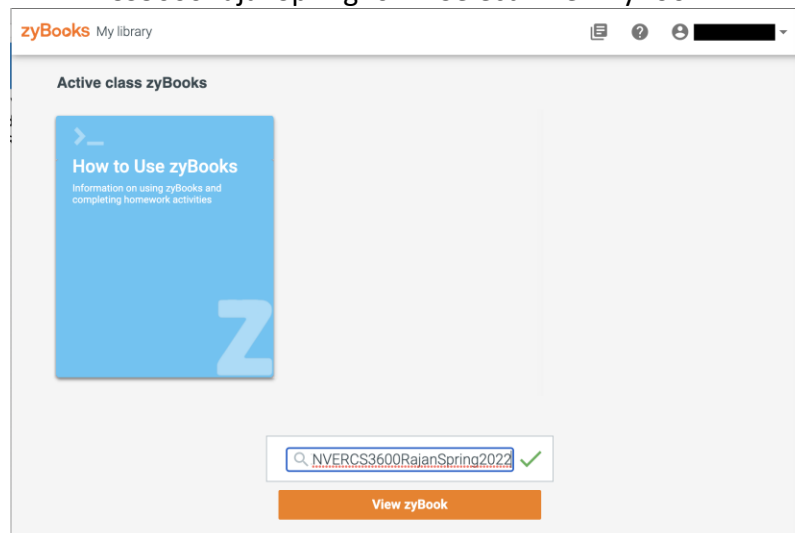 zyBooks My library
Active class zyBooks
>_
How to Use zyBooks
Information on using zyBooks and
completing homework activities
Z
NVERCS3600RajanSpring2022
View zyBook